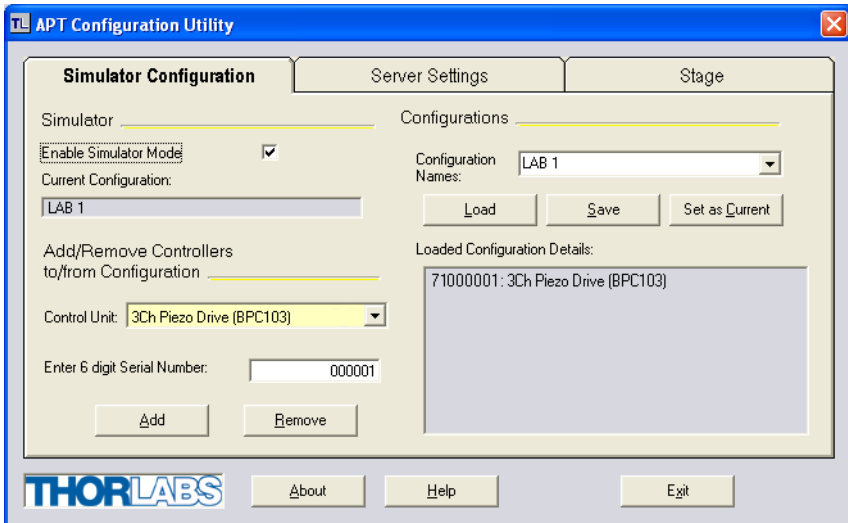 TL APT Configuration Utility
Simulator Configuration
Server Settings
Stage
Simulator
Enable Simulator Mode
Current Configuration:
LAB 1
Add/Remove Controllers
to/from Configuration
Control Unit: 3Ch Piezo Drive (BPC103)
Enter 6 digit Serial Number: 000001
Add Remove
Configurations
Configuration
Names:
LAB 1
Load Save Set as Current
Loaded Configuration Details:
71000001: 3Ch Piezo Drive (BPC103)
THORLABS
About Help Exit